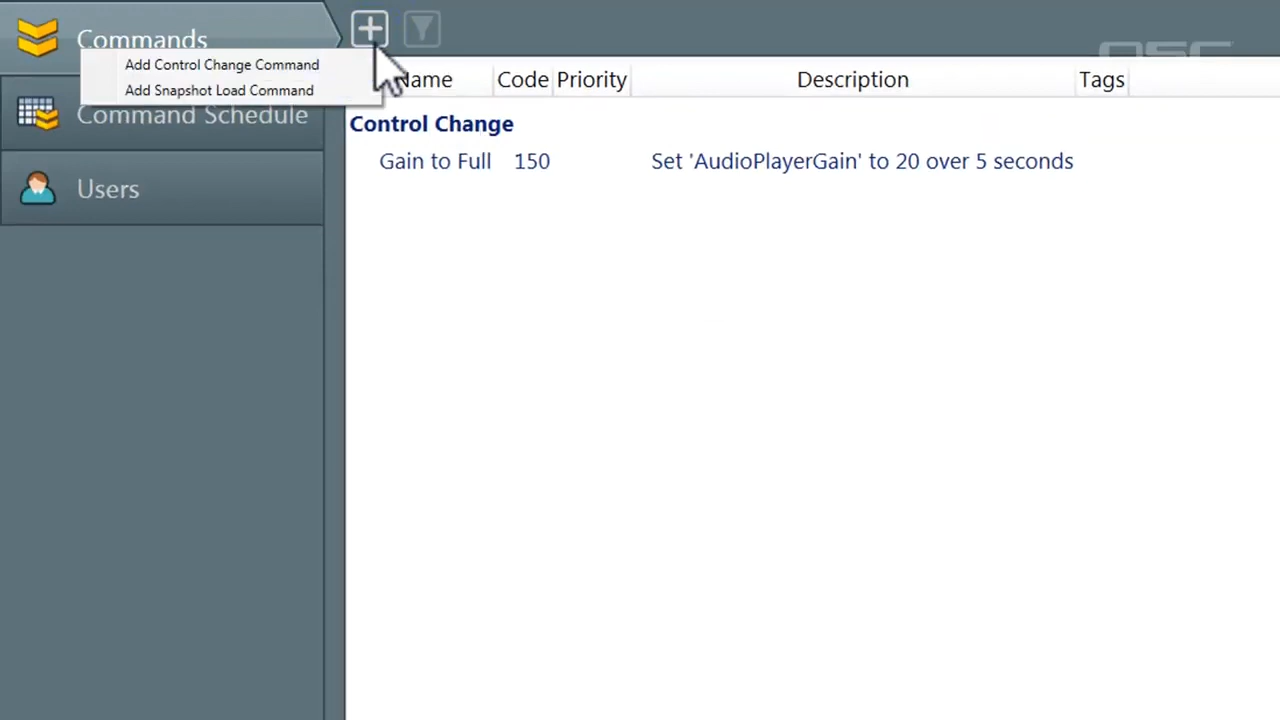 Commands
Add Control Change Command
Add Snapshot Load Command
Command Schedule
Users
QSC
Name Code Priority Description Tags
Control Change
Gain to Full 150 Set 'AudioPlayerGain' to 20 over 5 seconds